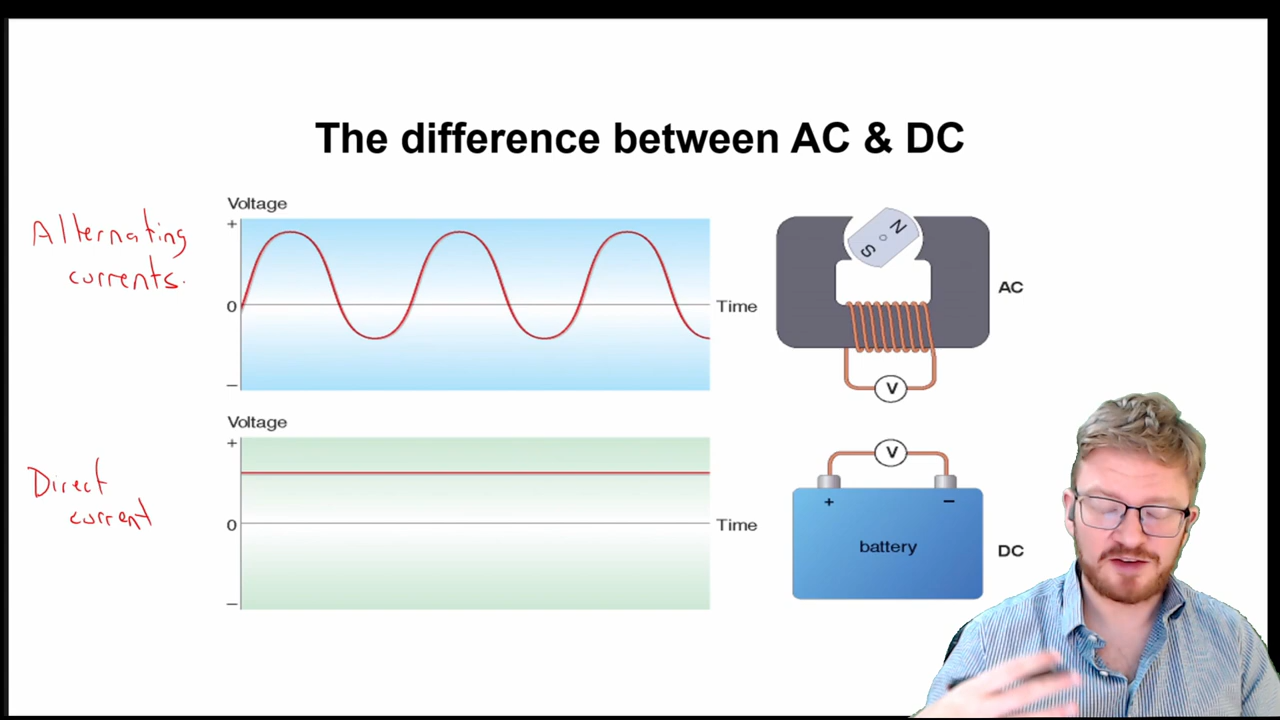 The difference between AC & DC
Alternating
currents.
Voltage
+
0
−
Time
N
S
V
AC
Direct
current
Voltage
+
0
−
Time
V
+ −
battery
DC